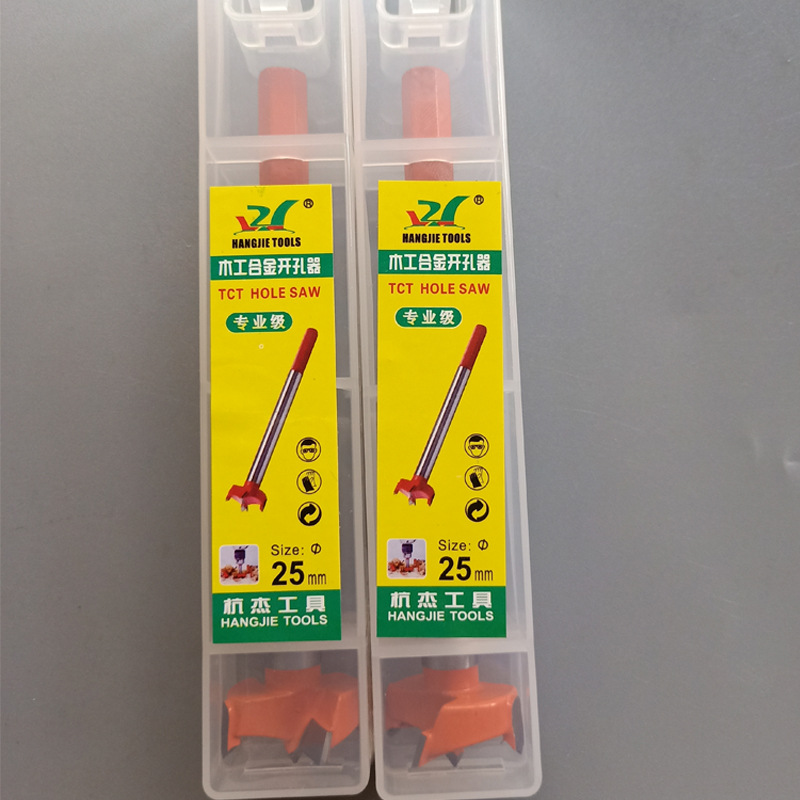 ®
HANGJIE TOOLS
木工合金开孔器
TCT HOLE SAW
专业级
Size: Φ
25mm
杭杰工具
HANGJIE TOOLS
®
HANGJIE TOOLS
木工合金开孔器
TCT HOLE SAW
专业级
Size: Φ
25mm
杭杰工具
HANGJIE TOOLS